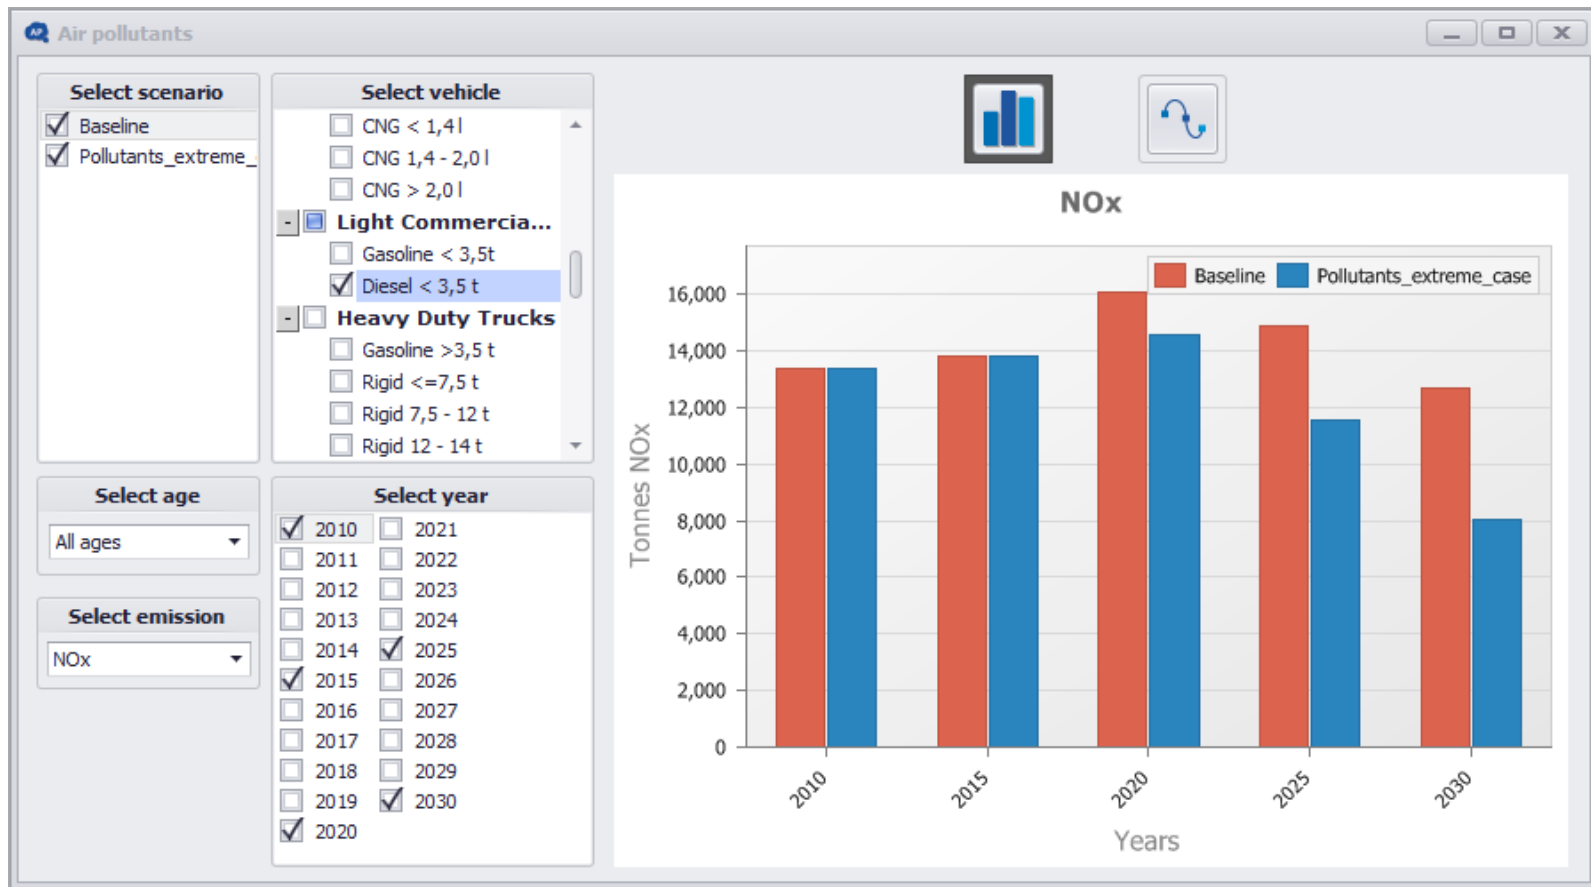 Air pollutants
Select scenario
Baseline
Pollutants_extreme_
Select vehicle
CNG < 1,4 l
CNG 1,4 - 2,0 l
CNG > 2,0 l
- Light Commercia...
Gasoline < 3,5t
Diesel < 3,5 t
- Heavy Duty Trucks
Gasoline >3,5 t
Rigid <=7,5 t
Rigid 7,5 - 12 t
Rigid 12 - 14 t
Select age
All ages
Select emission
NOx
Select year
2010 2021
2011 2022
2012 2023
2013 2024
2014 2025
2015 2026
2016 2027
2017 2028
2018 2029
2019 2030
2020
NOx
Baseline Pollutants_extreme_case
Tonnes NOx
16,000
14,000
12,000
10,000
8,000
6,000
4,000
2,000
0
2010 2015 2020 2025 2030
Years